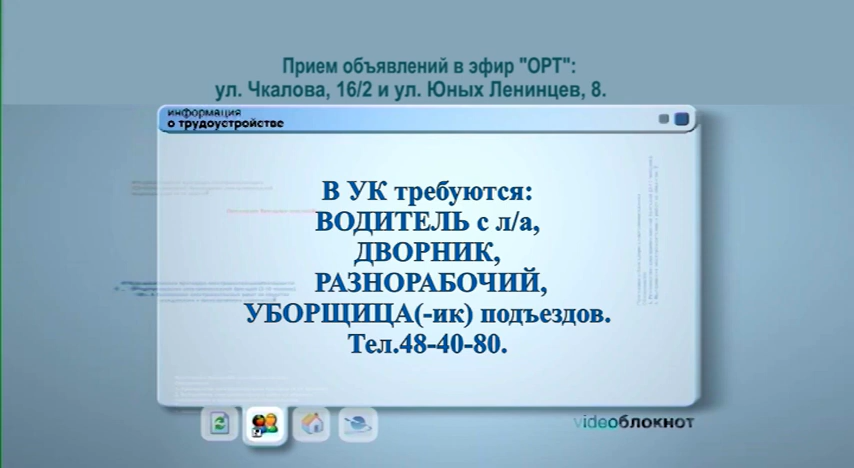 Прием объявлений в эфир "ОРТ":
ул. Чкалова, 16/2 и ул. Юных Ленинцев, 8.
информация
о трудоустройстве
В УК требуются:
ВОДИТЕЛЬ с л/а,
ДВОРНИК,
РАЗНОРАБОЧИЙ,
УБОРЩИЦА(-ик) подъездов.
Тел.48-40-80.
videoблокнот